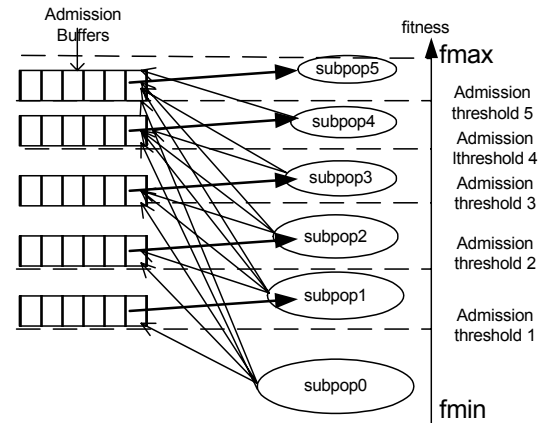 Admission
Buffers
fitness
fmax
subpop5
Admission
threshold 5
subpop4
Admission
lthreshold 4
subpop3
Admission
threshold 3
subpop2
Admission
threshold 2
subpop1
Admission
threshold 1
subpop0
fmin